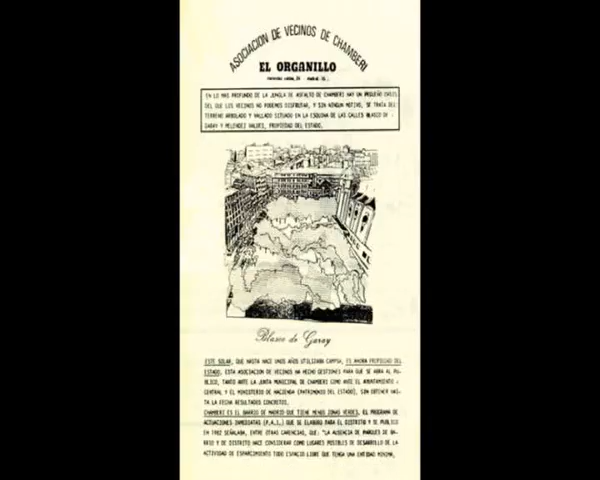 ASOCIACION DE VECINOS DE CHAMBERI
EL ORGANILLO
EN LO MAS PROFUNDO DE LA JUNGLA DE ASFALTO DE CHAMBERI HAY UN PEQUEÑO OASIS
DEL QUE LOS VECINOS NO PODEMOS DISFRUTAR, Y SIN NINGUN MOTIVO. SE TRATA DEL
TERRENO ARBOLADO Y VALLADO SITUADO EN LA ESQUINA DE LAS CALLES BLASCO DE -
GARAY Y MELENDEZ VALDES, PROPIEDAD DEL ESTADO.
Blasco de Garay
ESTE SOLAR, QUE HASTA HACE UNOS AÑOS UTILIZABA CAMPSA, ES AHORA PROPIEDAD DEL
ESTADO. ESTA ASOCIACION DE VECINOS HA HECHO GESTIONES PARA QUE SE ABRA AL PU-
BLICO, TANTO ANTE LA JUNTA MUNICIPAL DE CHAMBERI COMO ANTE EL AYUNTAMIENTO -
CENTRAL Y EL MINISTERIO DE HACIENDA (PATRIMONIO DEL ESTADO), SIN OBTENER HAS-
TA LA FECHA RESULTADOS CONCRETOS.
CHAMBERI ES EL BARRIO DE MADRID QUE TIENE MENOS ZONAS VERDES. EL PROGRAMA DE
ACTUACIONES INMEDIATAS (P.A.I.) QUE SE ELABORO PARA EL DISTRITO Y SE PUBLICO
EN 1982 SEÑALABA, ENTRE OTRAS CARENCIAS, QUE: "LA AUSENCIA DE PARQUES DE BA-
RRIO Y DE DISTRITO HACE CONSIDERAR COMO LUGARES POSIBLES DE DESARROLLO DE LA
ACTIVIDAD DE ESPARCIMIENTO TODO ESPACIO LIBRE QUE TENGA UNA ENTIDAD MINIMA,